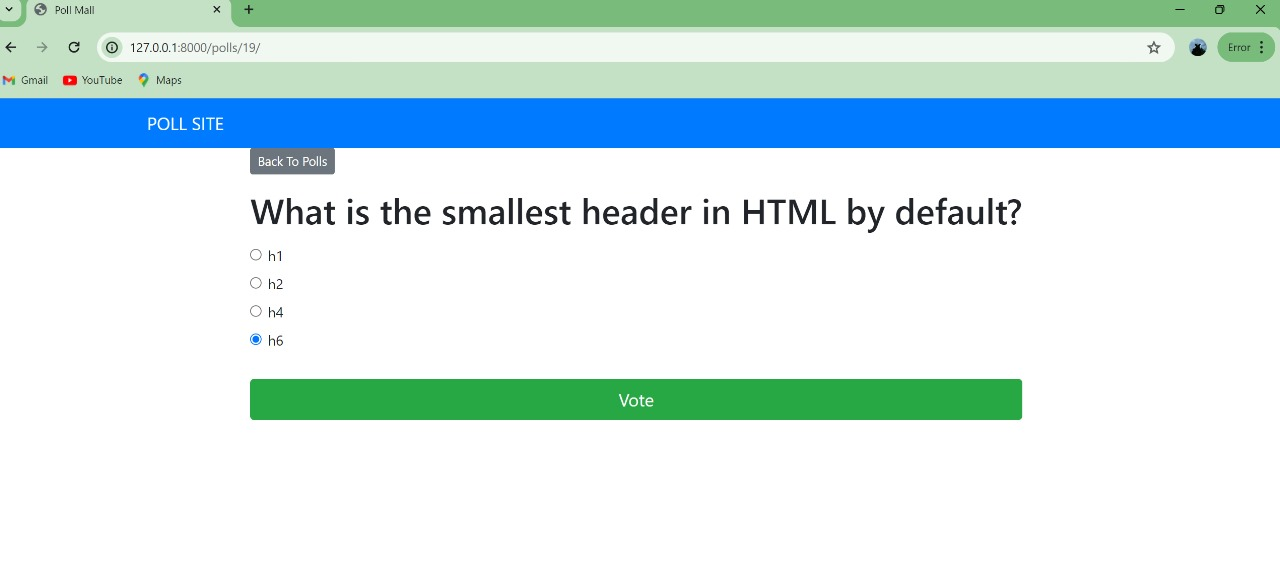 Poll Mall
127.0.0.1:8000/polls/19/
Error
Gmail YouTube Maps
POLL SITE
Back To Polls
What is the smallest header in HTML by default?
h1
h2
h4
h6
Vote